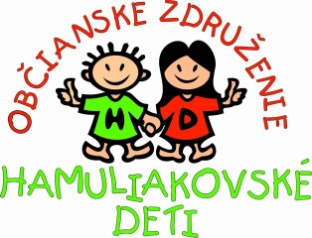 OBČIANSKE ZDRUŽENIE
H D
HAMULIAKOVSKÉ
DETI